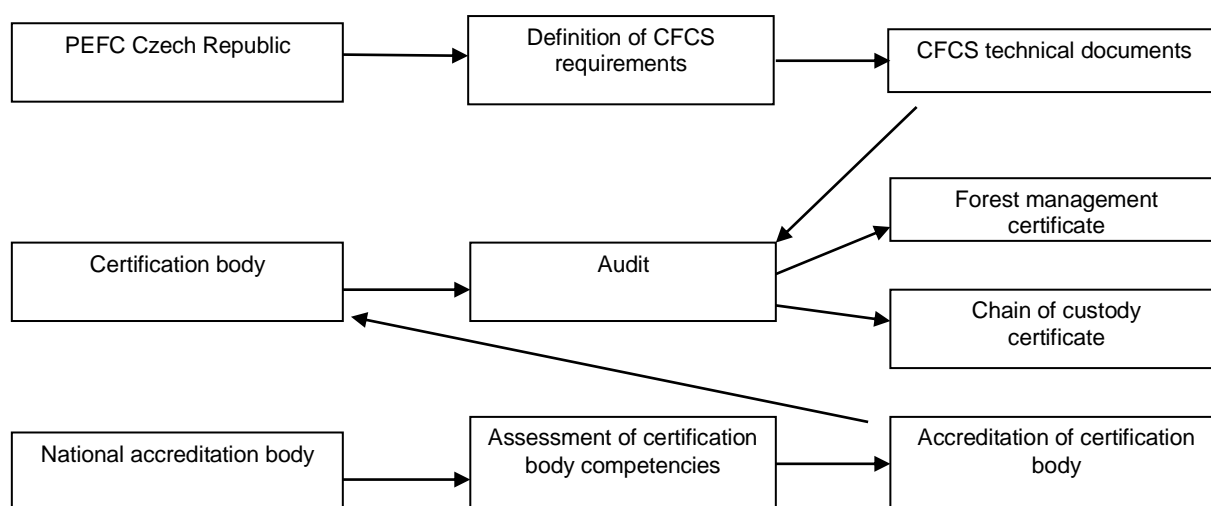 PEFC Czech Republic
Definition of CFCS
requirements
CFCS technical documents
Forest management
certificate
Certification body
Audit
Chain of custody
certificate
National accreditation body
Assessment of certification
body competencies
Accreditation of certification
body